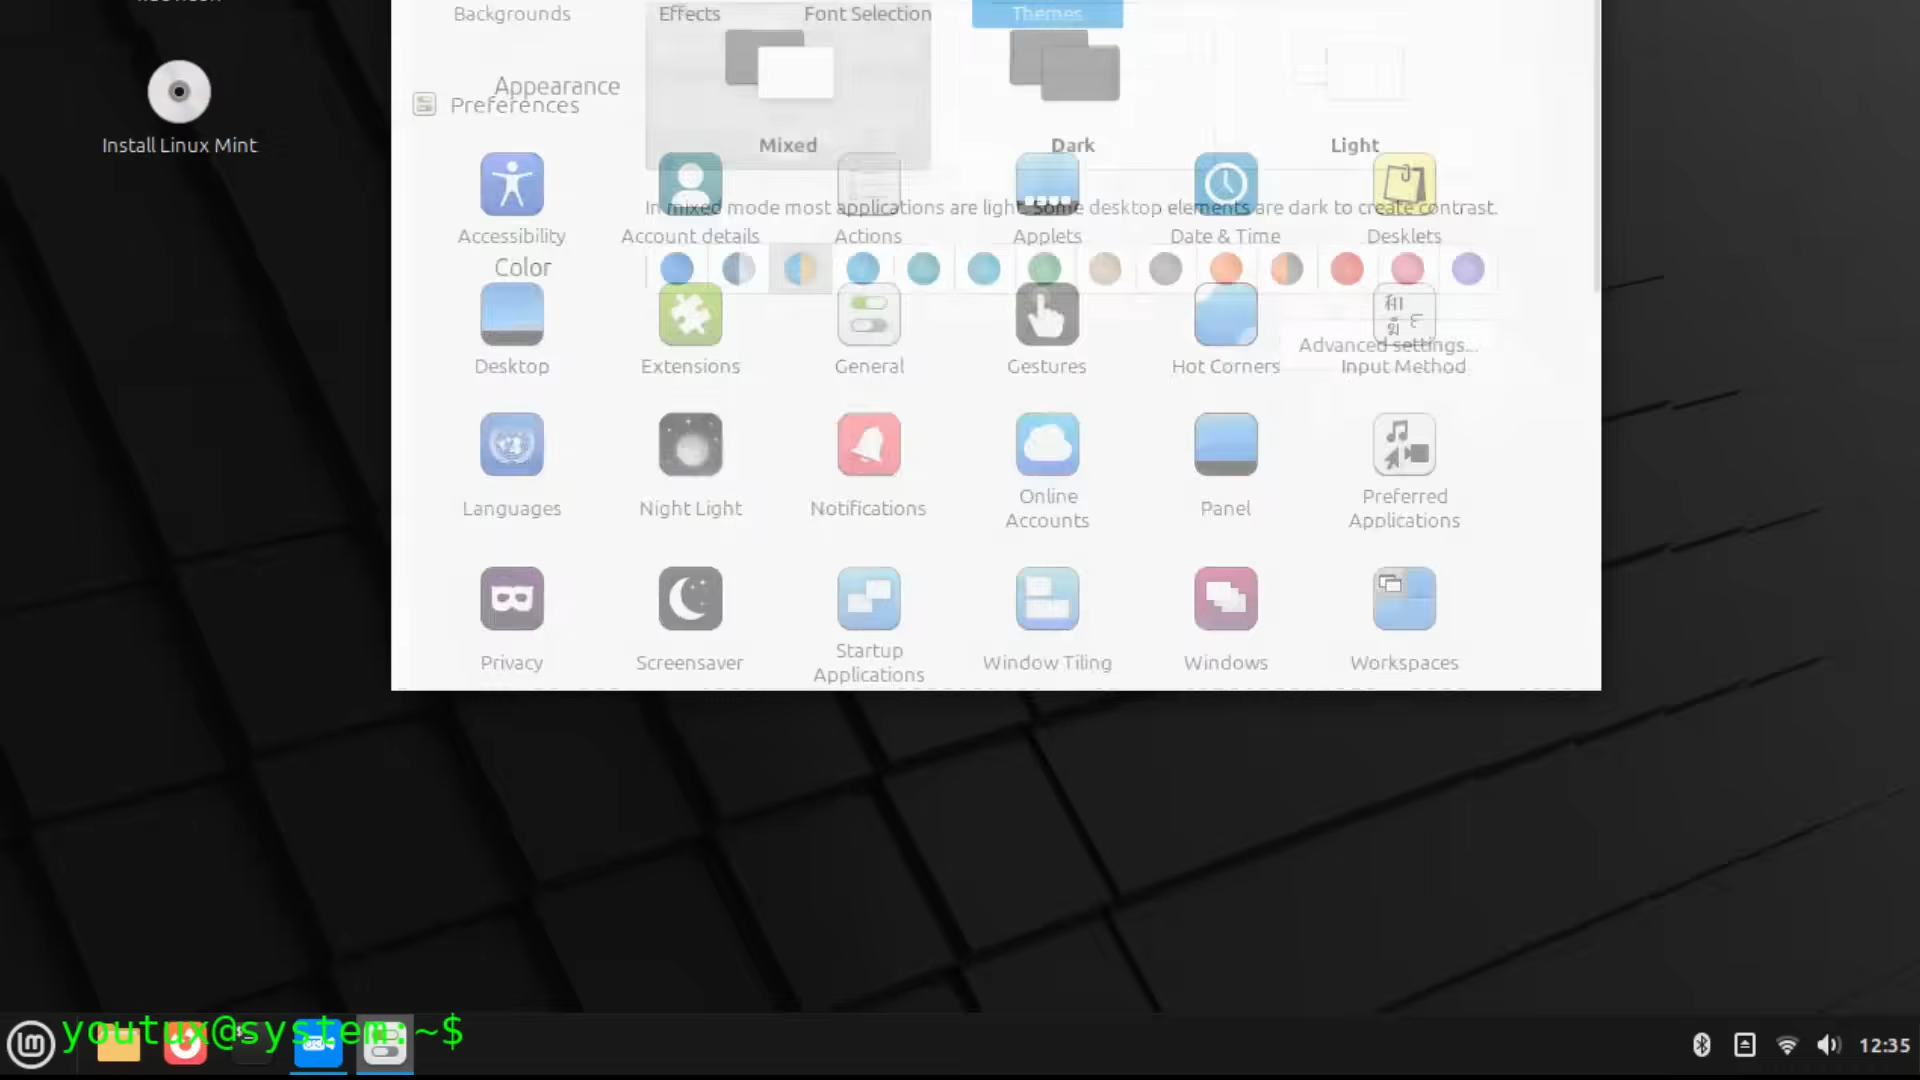 Backgrounds Effects Font Selection Themes
Install Linux Mint
Appearance
Preferences
Mixed Dark Light
In mixed mode most applications are light. Some desktop elements are dark to create contrast.
Accessibility Account details Actions Applets Date & Time Desklets
Color
Advanced settings...
Desktop Extensions General Gestures Hot Corners Input Method
Languages Night Light Notifications Online Accounts Panel Preferred Applications
Privacy Screensaver Startup Applications Window Tiling Windows Workspaces
youtux@system:~$
12:35